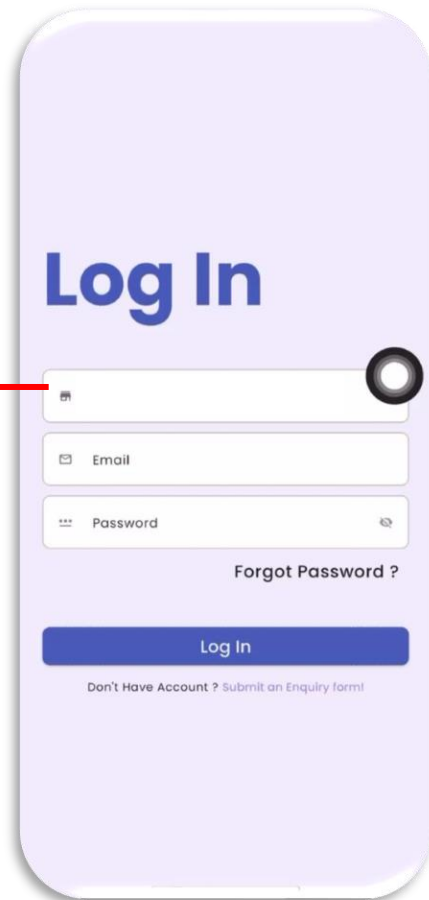 Log In
Email
Password
Forgot Password ?
Log In
Don't Have Account ? Submit an Enquiry form!